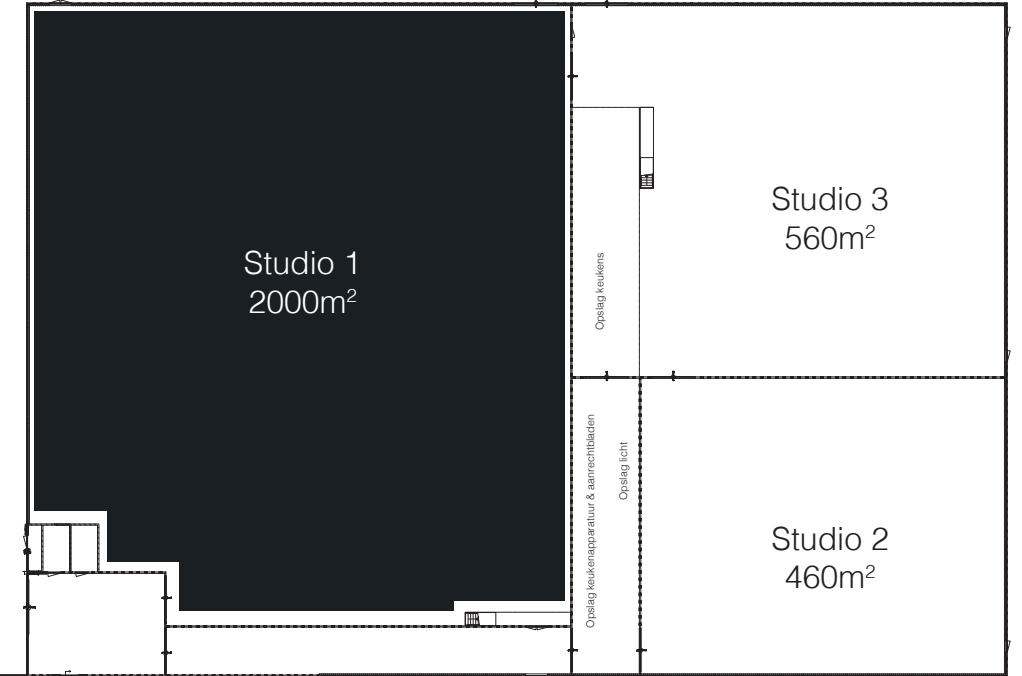 Studio 1
2000m²
Studio 3
560m²
Opslag keukens
Opslag keukenapparatuur & aanrechtbladen
Opslag licht
Studio 2
460m²